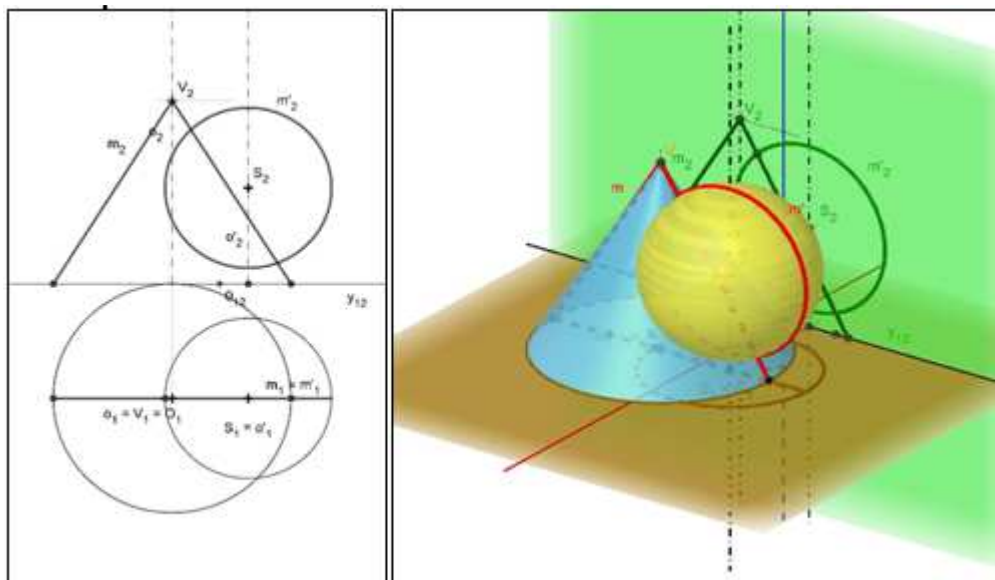 V₂
m'₂
o₂
m₂
S₂
o'₂
O₁₂
y₁₂
m₁ = m'₁
o₁ = V₁ = O₁
S₁ = o'₁
V₂
m₂
m'₂
m
m'
S₂
y₁₂